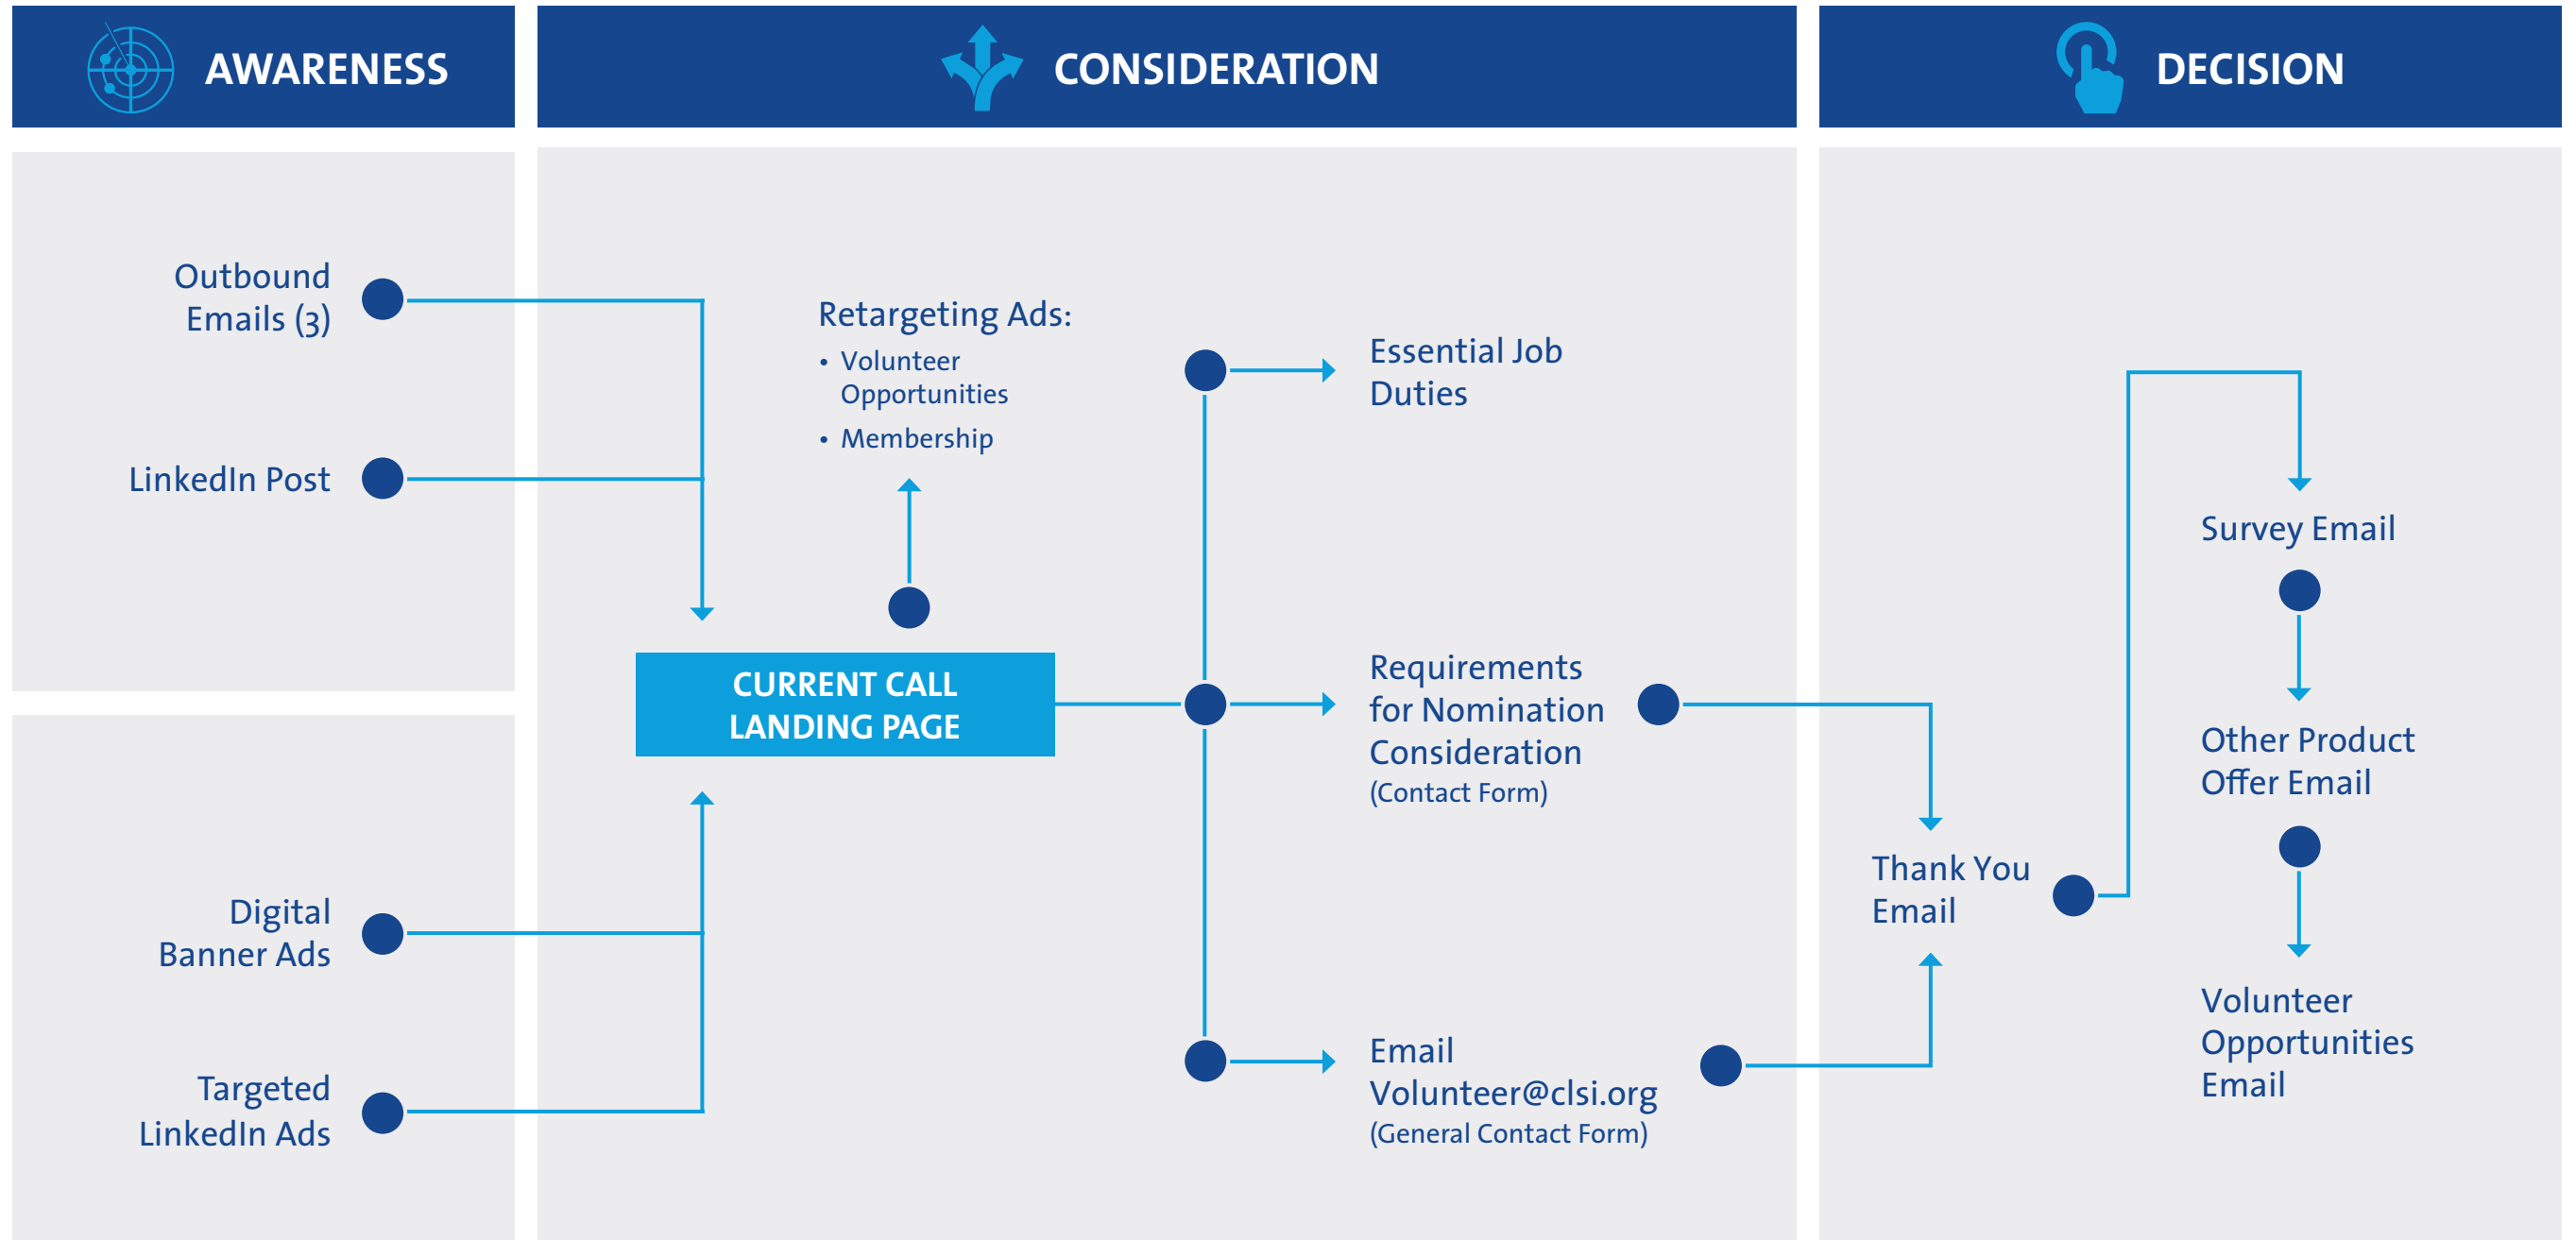 AWARENESS
CONSIDERATION
DECISION
Outbound
Emails (3)
LinkedIn Post
Digital
Banner Ads
Targeted
LinkedIn Ads
Retargeting Ads:
• Volunteer
Opportunities
• Membership
CURRENT CALL
LANDING PAGE
Essential Job
Duties
Requirements
for Nomination
Consideration
(Contact Form)
Email
Volunteer@clsi.org
(General Contact Form)
Thank You
Email
Survey Email
Other Product
Offer Email
Volunteer
Opportunities
Email